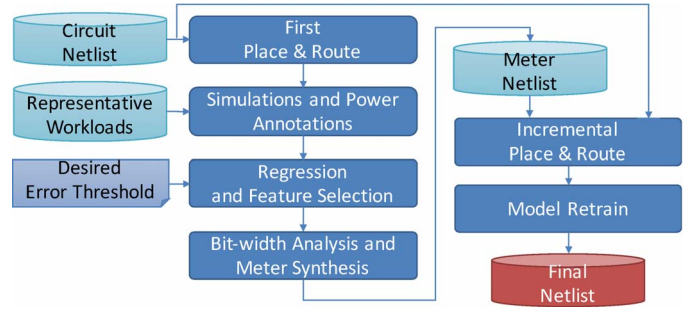 Circuit
Netlist
First
Place & Route
Representative
Workloads
Simulations and Power
Annotations
Desired
Error Threshold
Regression
and Feature Selection
Bit-width Analysis and
Meter Synthesis
Meter
Netlist
Incremental
Place & Route
Model Retrain
Final
Netlist